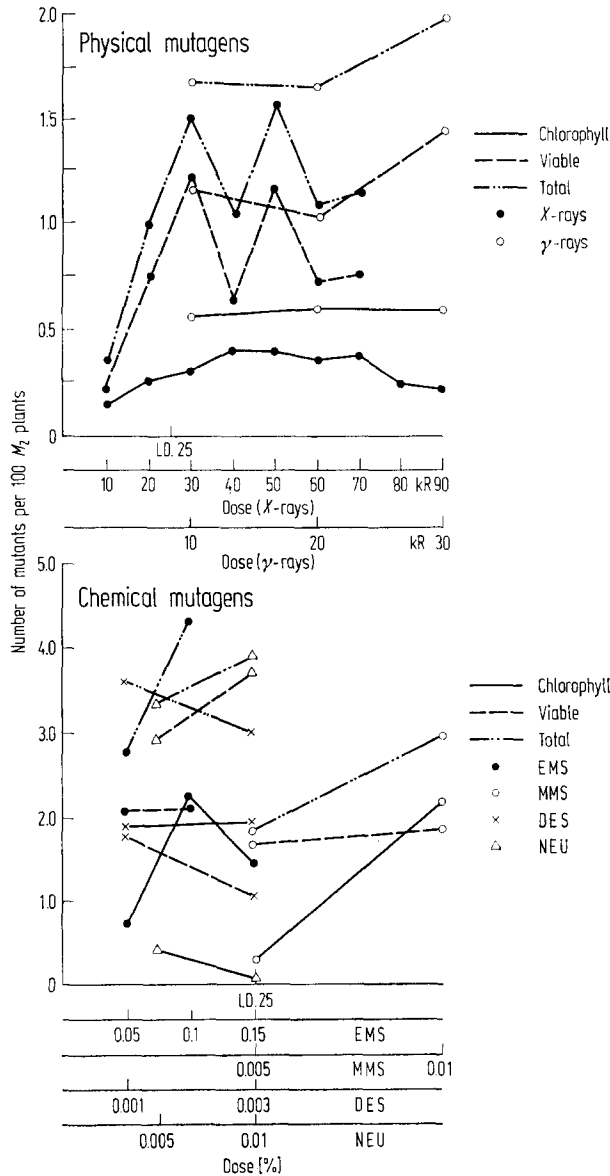 Physical mutagens
2.0
1.5
1.0
0.5
0
Chlorophyll
Viable
Total
X-rays
γ-rays
L.D. 25
10 20 30 40 50 60 70 80 kR 90
Dose (X-rays)
10 20 kR 30
Dose (γ-rays)
Number of mutants per 100 M₂ plants
Chemical mutagens
5.0
4.0
3.0
2.0
1.0
0
Chlorophyll
Viable
Total
EMS
MMS
DES
NEU
L.D. 25
0.05 0.1 0.15 EMS
0.005 MMS 0.01
0.001 0.003 DES
0.005 0.01 NEU
Dose [%]